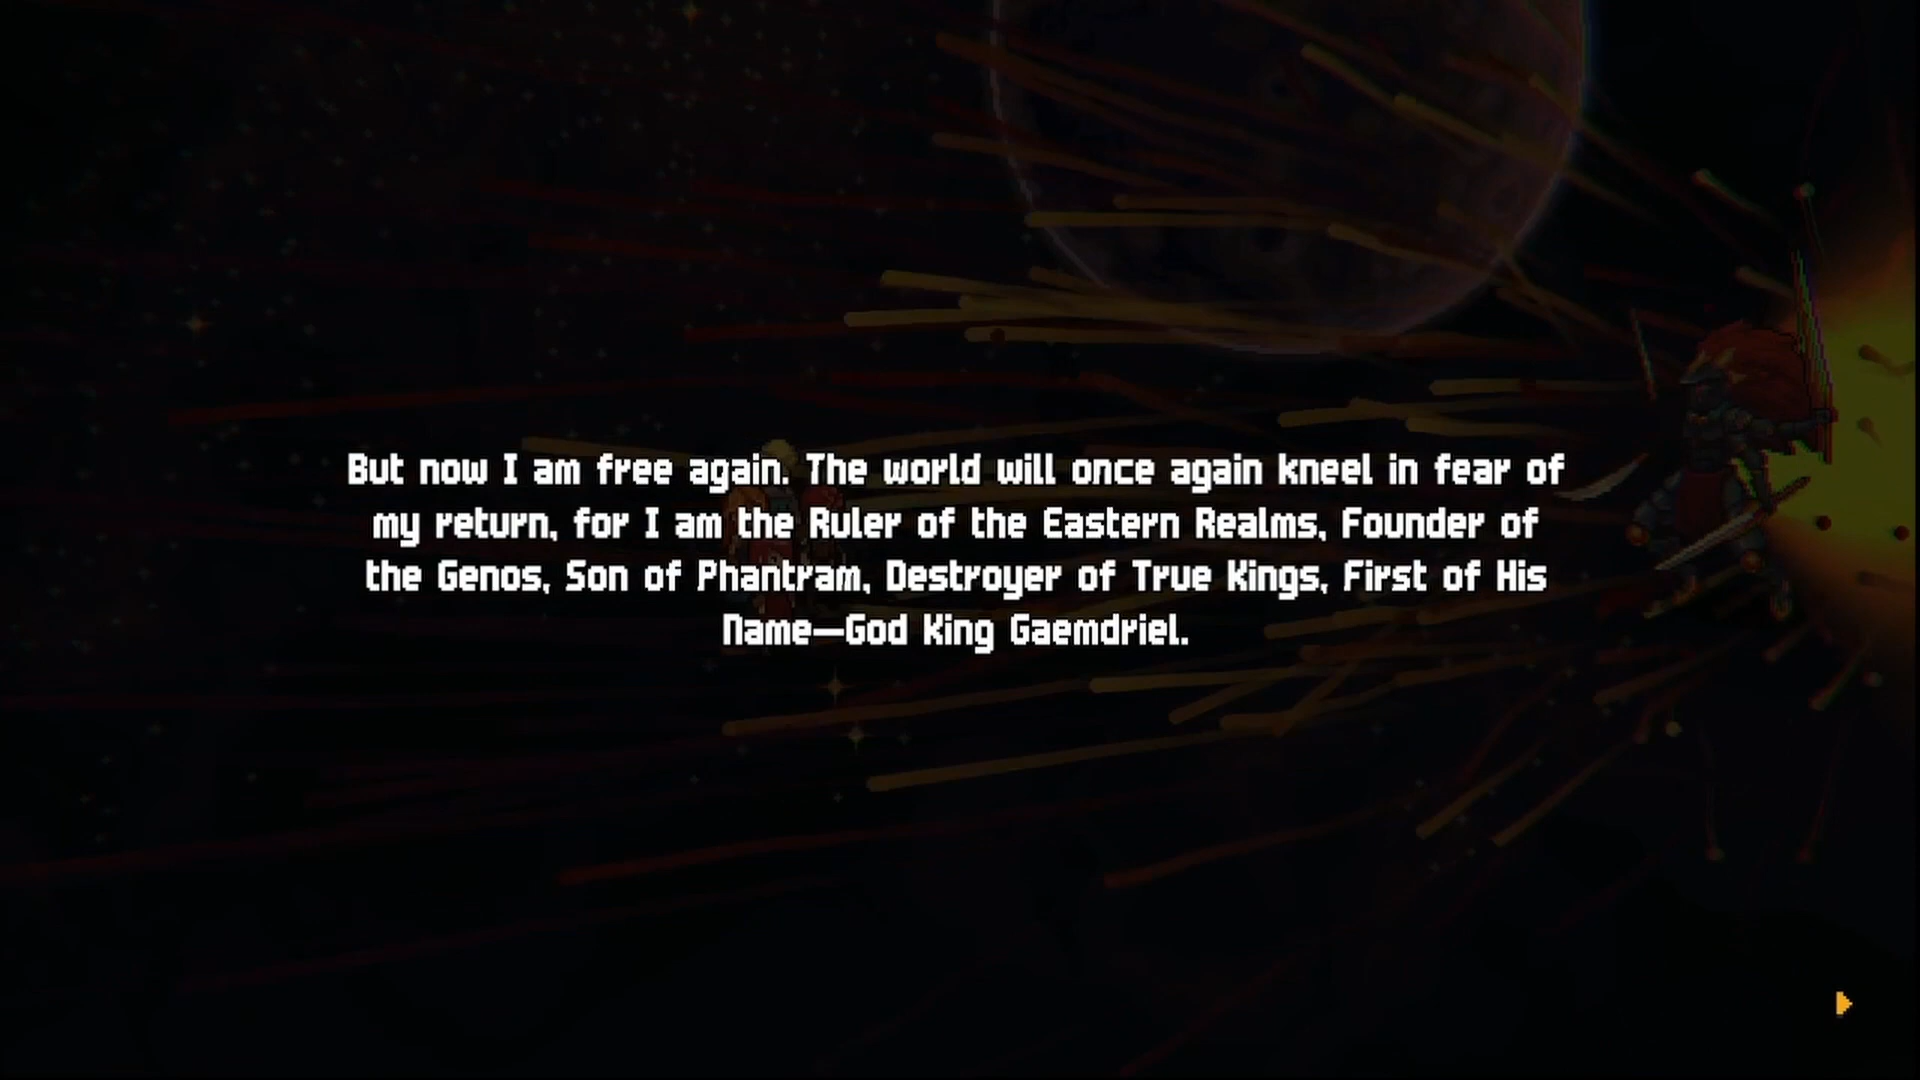 But now I am free again. The world will once again kneel in fear of
my return, for I am the Ruler of the Eastern Realms, Founder of
the Genos, Son of Phantram, Destroyer of True Kings, First of His
Name—God King Gaemdriel.